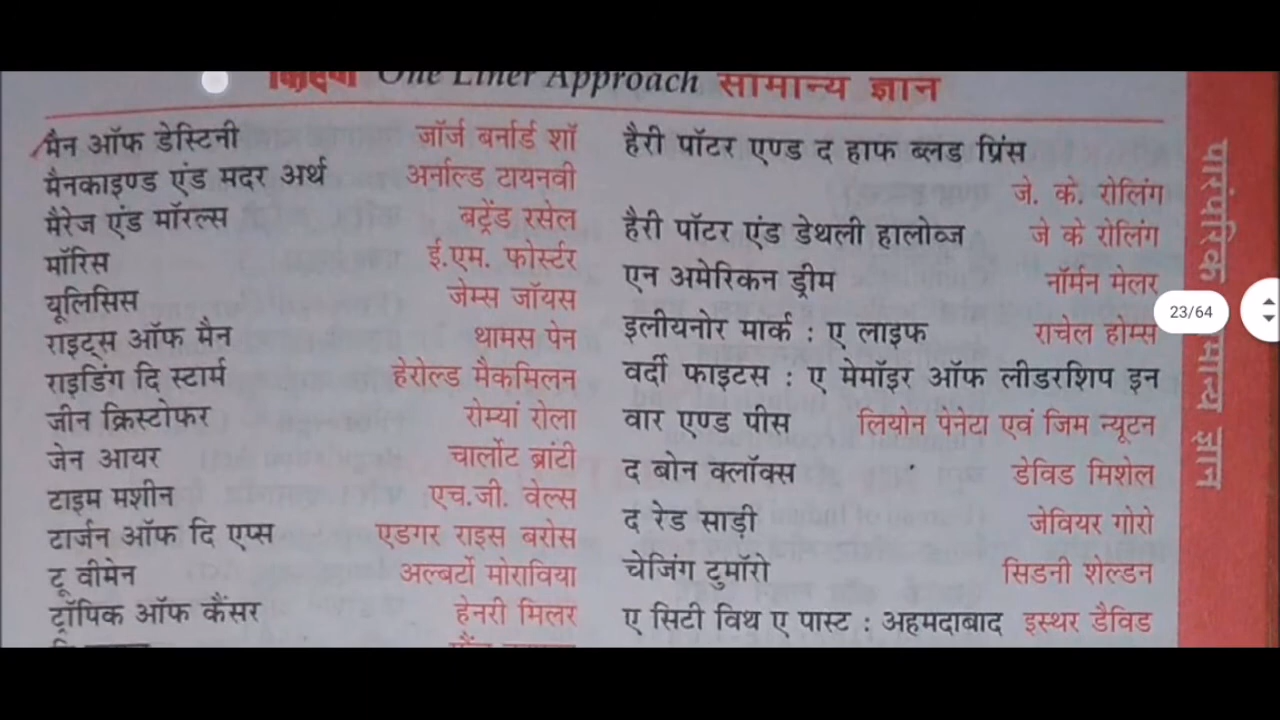 किरण One Liner Approach सामान्य ज्ञान
मैन ऑफ डेस्टिनी जॉर्ज बर्नार्ड शॉ
मैनकाइण्ड एंड मदर अर्थ अर्नाल्ड टायनवी
मैरेज एंड मॉरल्स बट्रेंड रसेल
मॉरिस ई.एम. फोर्स्टर
यूलिसिस जेम्स जॉयस
राइट्स ऑफ मैन थामस पेन
राइडिंग दि स्टार्म हेरोल्ड मैकमिलन
जीन क्रिस्टोफर रोम्या रोला
जेन आयर चार्लोट ब्रांटी
टाइम मशीन एच.जी. वेल्स
टार्जन ऑफ दि एप्स एडगर राइस बरोस
टू वीमेन अल्बर्टो मोराविया
ट्रॉपिक ऑफ कैंसर हेनरी मिलर
हैरी पॉटर एण्ड द हाफ ब्लड प्रिंस
जे. के. रोलिंग
हैरी पॉटर एंड डेथली हालोव्ज जे के रोलिंग
एन अमेरिकन ड्रीम नॉर्मन मेलर
इलीयनोर मार्क : ए लाइफ राचेल होम्स
वर्दी फाइटस : ए मेमॉइर ऑफ लीडरशिप इन
वार एण्ड पीस लियोन पेनेटा एवं जिम न्यूटन
द बोन क्लॉक्स डेविड मिशेल
द रेड साड़ी जेवियर गोरो
चेंजिंग टुमॉरो सिडनी शेल्डन
ए सिटी विथ ए पास्ट : अहमदाबाद इस्थर डैविड
पारंपरिक सामान्य ज्ञान
23/64